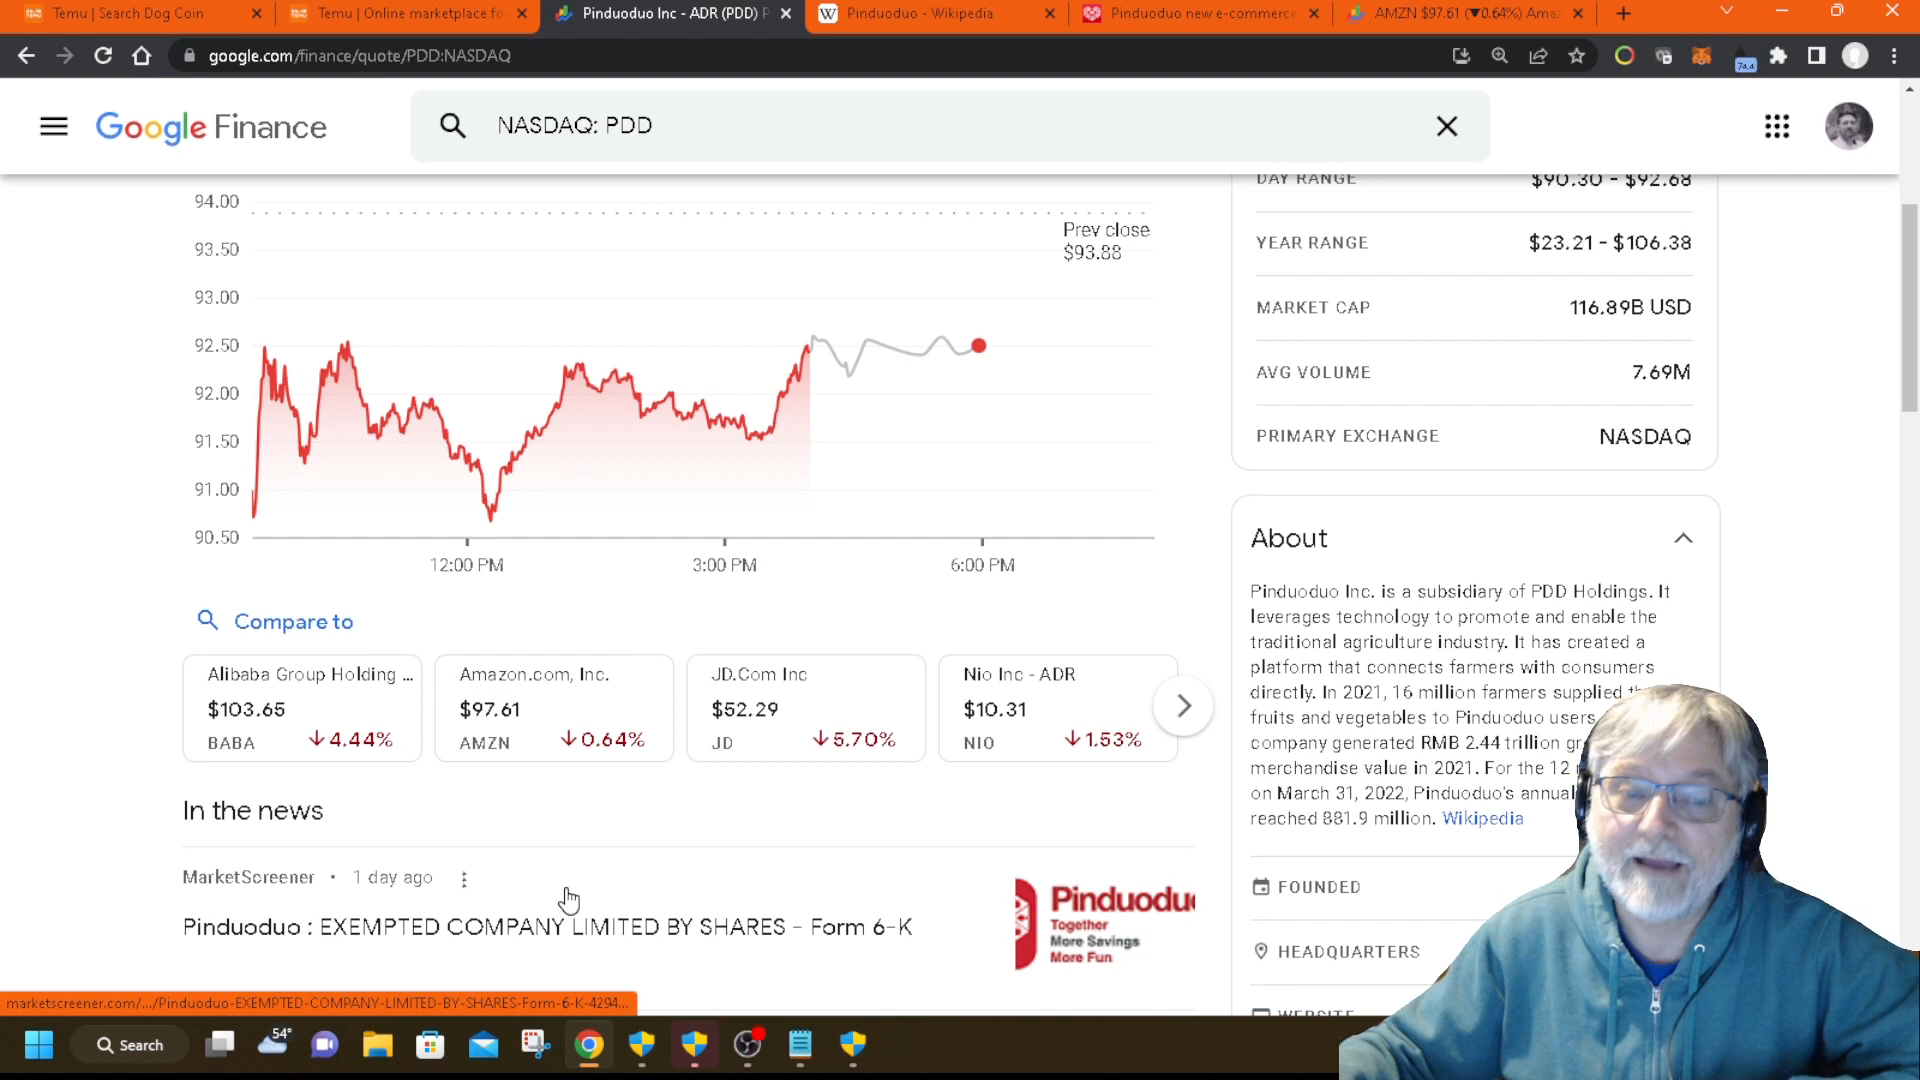 Temu | Search Dog Coin
Temu | Online marketplace fo
Pinduoduo Inc - ADR (PDD) P
Pinduoduo - Wikipedia
Pinduoduo new e-commerce
AMZN $97.61 (▼0.64%) Amaz
google.com/finance/quote/PDD:NASDAQ
74.4
Google Finance
NASDAQ: PDD
94.00
93.50
93.00
92.50
92.00
91.50
91.00
90.50
Prev close
$93.88
12:00 PM
3:00 PM
6:00 PM
DAY RANGE
$90.30 - $92.68
YEAR RANGE
$23.21 - $106.38
MARKET CAP
116.89B USD
AVG VOLUME
7.69M
PRIMARY EXCHANGE
NASDAQ
Compare to
Alibaba Group Holding ...
$103.65
BABA ↓4.44%
Amazon.com, Inc.
$97.61
AMZN ↓0.64%
JD.Com Inc
$52.29
JD ↓5.70%
Nio Inc - ADR
$10.31
NIO ↓1.53%
In the news
MarketScreener • 1 day ago
Pinduoduo : EXEMPTED COMPANY LIMITED BY SHARES - Form 6-K
Pinduoduo
Together
More Savings
More Fun
About
Pinduoduo Inc. is a subsidiary of PDD Holdings. It
leverages technology to promote and enable the
traditional agriculture industry. It has created a
platform that connects farmers with consumers
directly. In 2021, 16 million farmers supplied
fruits and vegetables to Pinduoduo users
company generated RMB 2.44 trillion
merchandise value in 2021. For the 12
on March 31, 2022, Pinduoduo's annual
reached 881.9 million. Wikipedia
FOUNDED
HEADQUARTERS
WEBSITE
marketscreener.com/.../Pinduoduo-EXEMPTED-COMPANY-LIMITED-BY-SHARES-Form-6-K-4294...
54°
Search